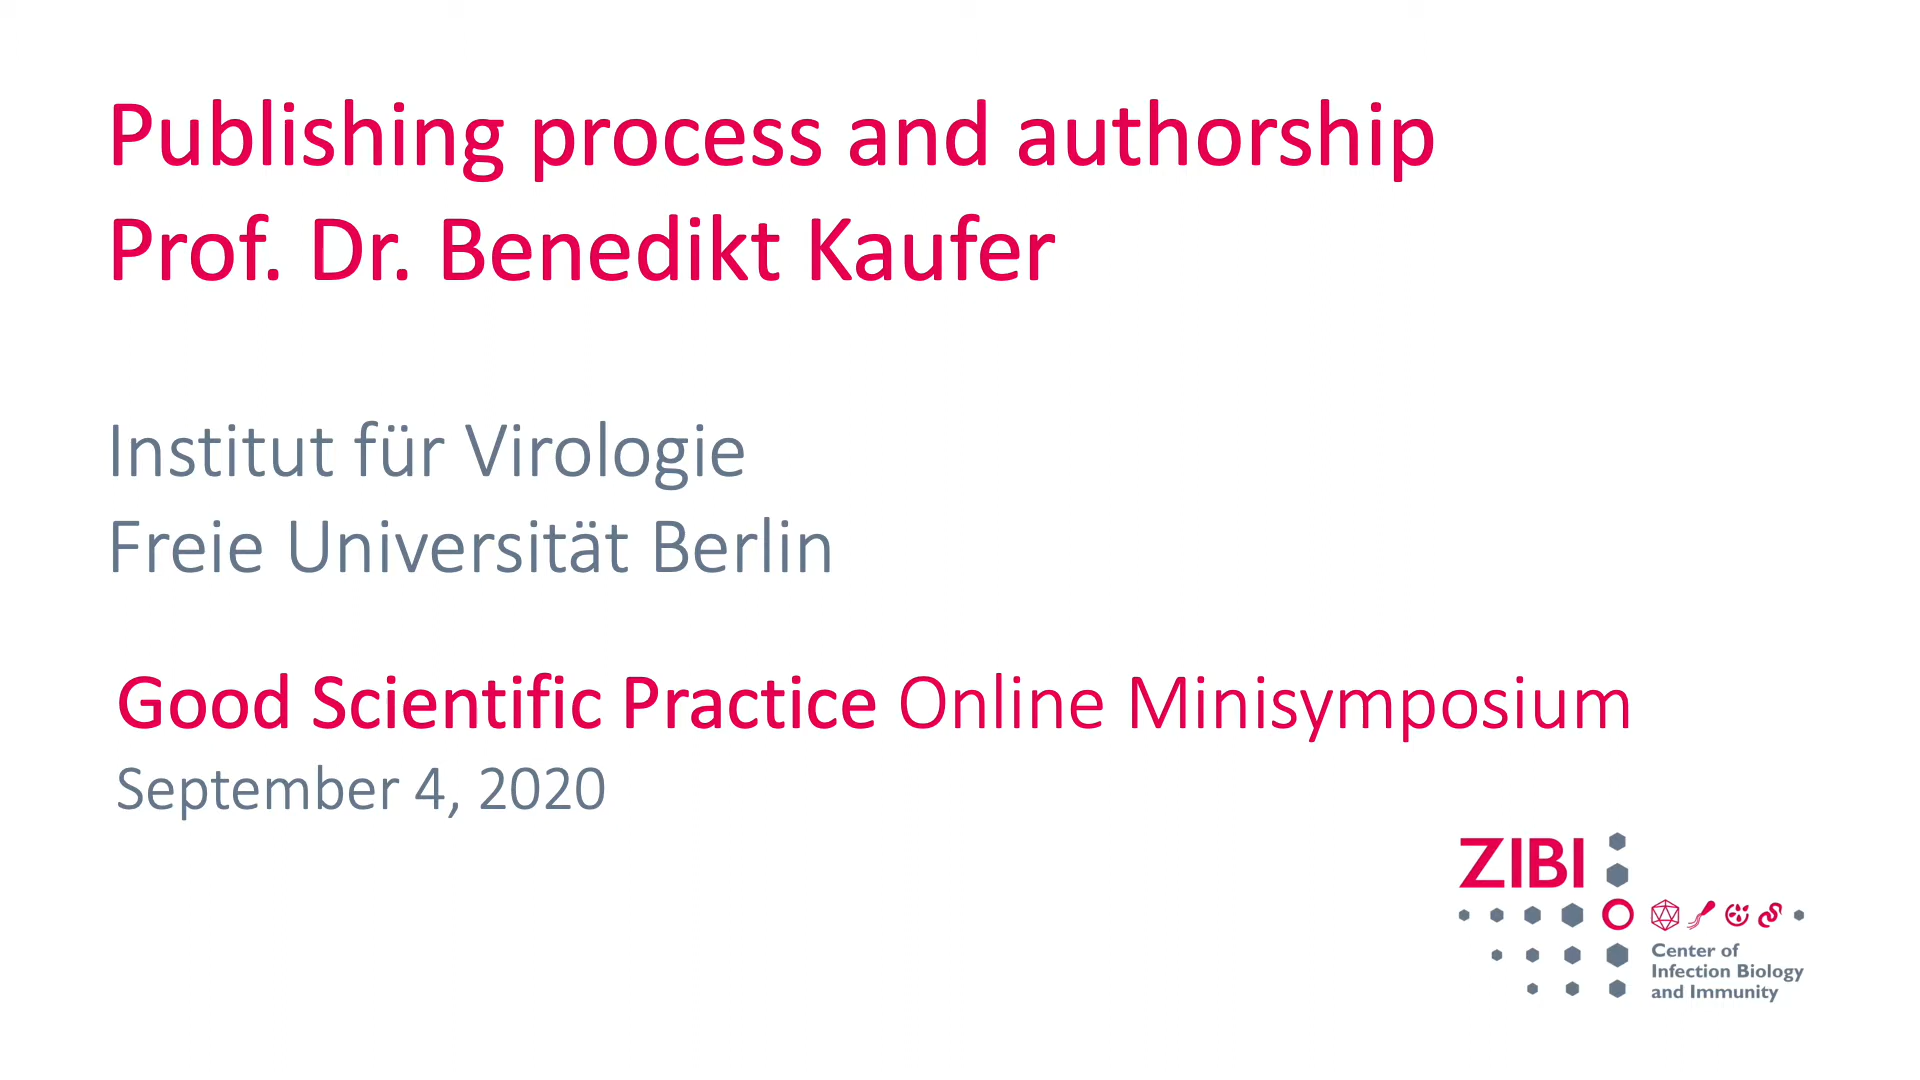 Publishing process and authorship
Prof. Dr. Benedikt Kaufer
Institut für Virologie
Freie Universität Berlin
Good Scientific Practice Online Minisymposium
September 4, 2020
ZIBI
Center of
Infection Biology
and Immunity